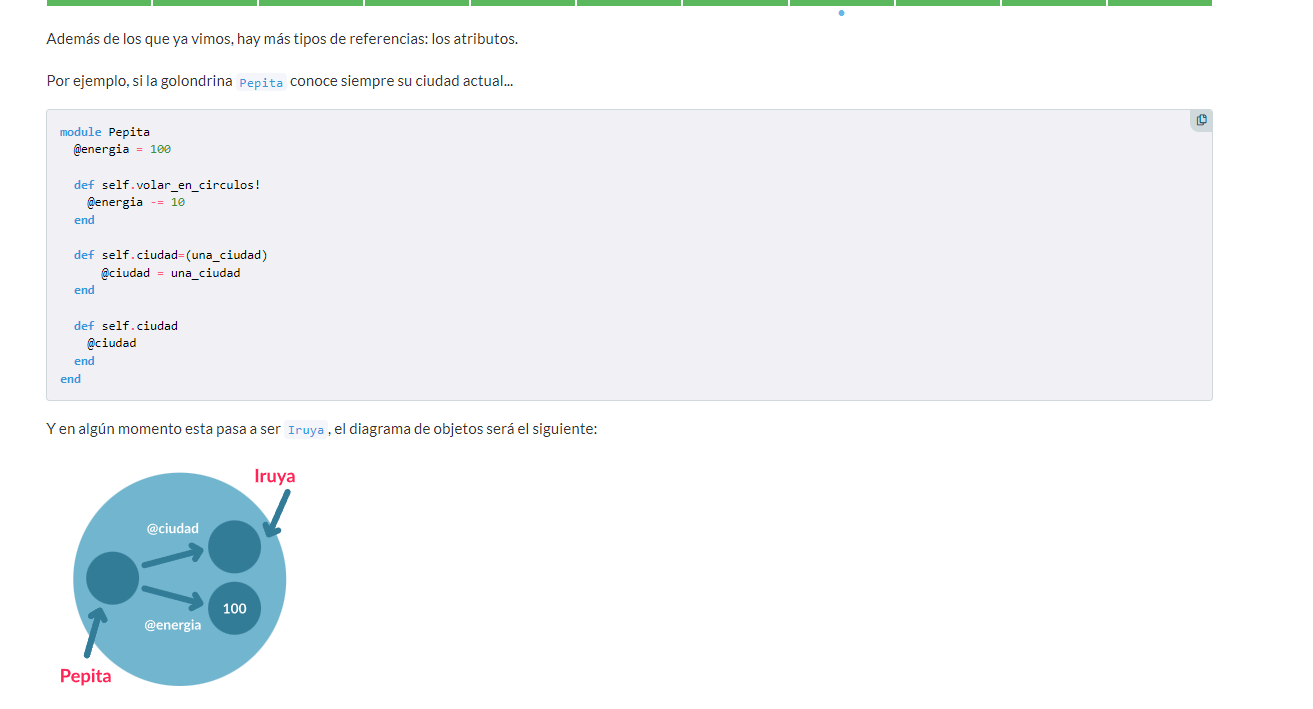 Además de los que ya vimos, hay más tipos de referencias: los atributos.
Por ejemplo, si la golondrina Pepita conoce siempre su ciudad actual...
module Pepita
  @energia = 100

  def self.volar_en_circulos!
    @energia -= 10
  end

  def self.ciudad=(una_ciudad)
      @ciudad = una_ciudad
  end

  def self.ciudad
    @ciudad
  end
end
Y en algún momento esta pasa a ser Iruya, el diagrama de objetos será el siguiente:
Iruya
@ciudad
100
@energia
Pepita